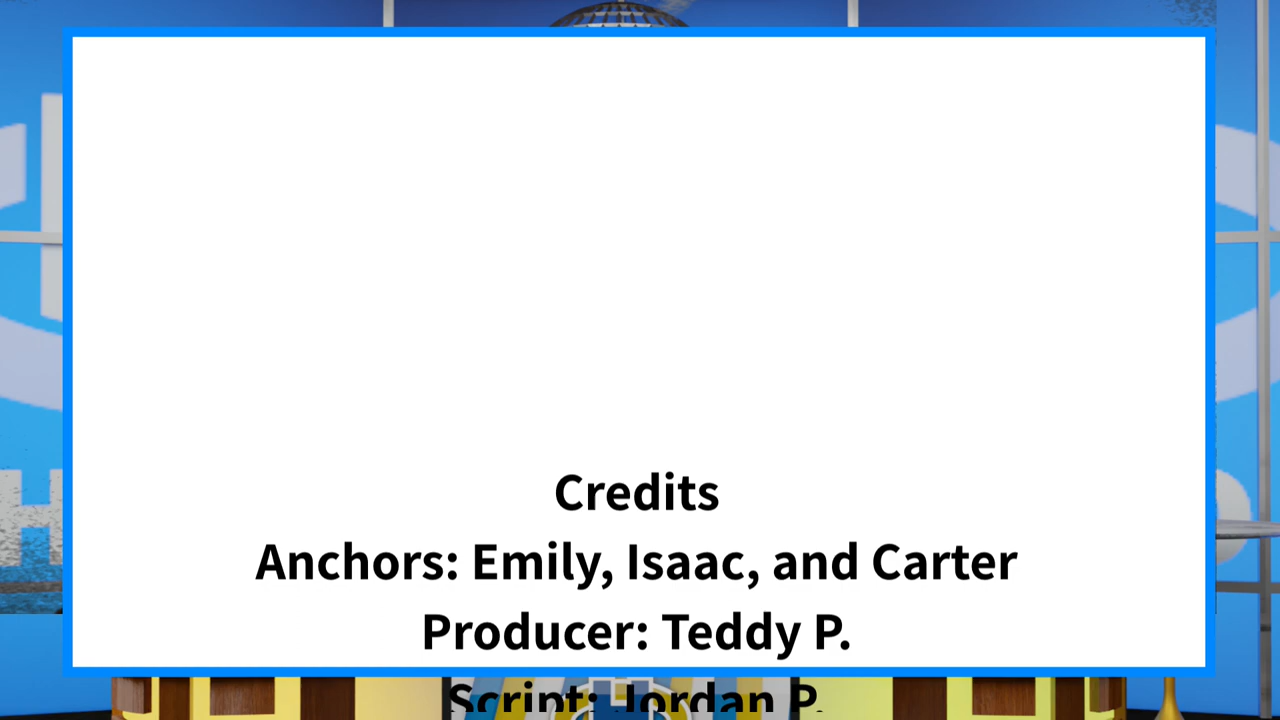 Credits
Anchors: Emily, Isaac, and Carter
Producer: Teddy P.
Script: Jordan P.